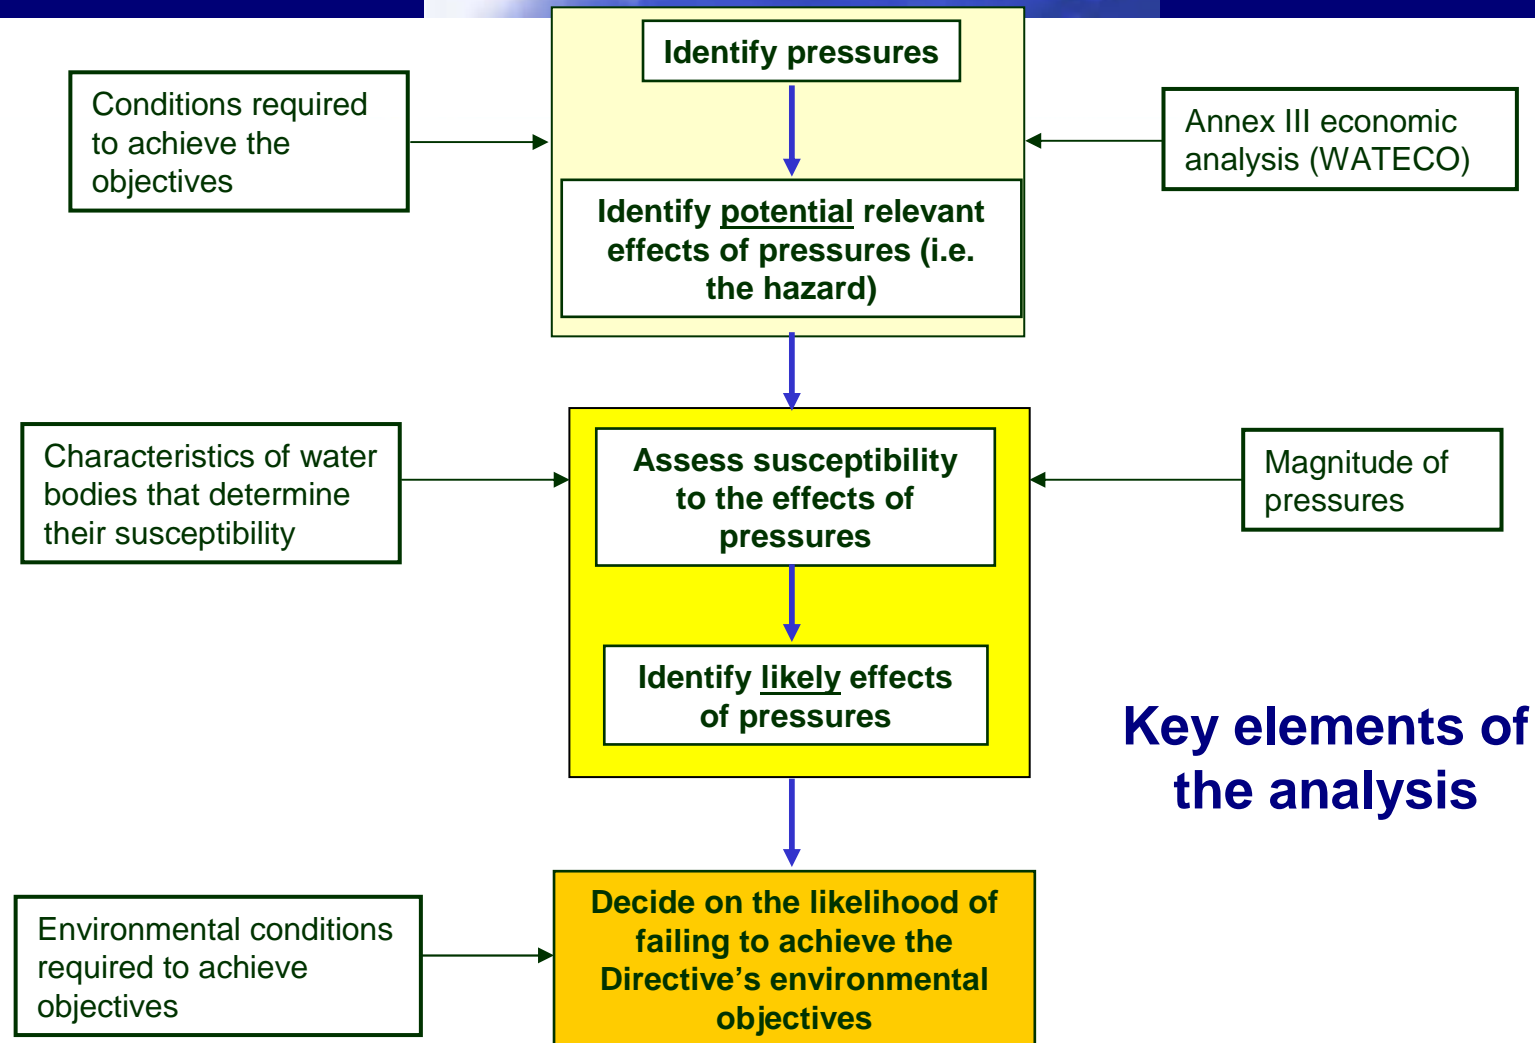 Identify pressures
Conditions required
to achieve the
objectives
Annex III economic
analysis (WATECO)
Identify potential relevant
effects of pressures (i.e.
the hazard)
Characteristics of water
bodies that determine
their susceptibility
Assess susceptibility
to the effects of
pressures
Magnitude of
pressures
Identify likely effects
of pressures
Key elements of
the analysis
Environmental conditions
required to achieve
objectives
Decide on the likelihood of
failing to achieve the
Directive’s environmental
objectives